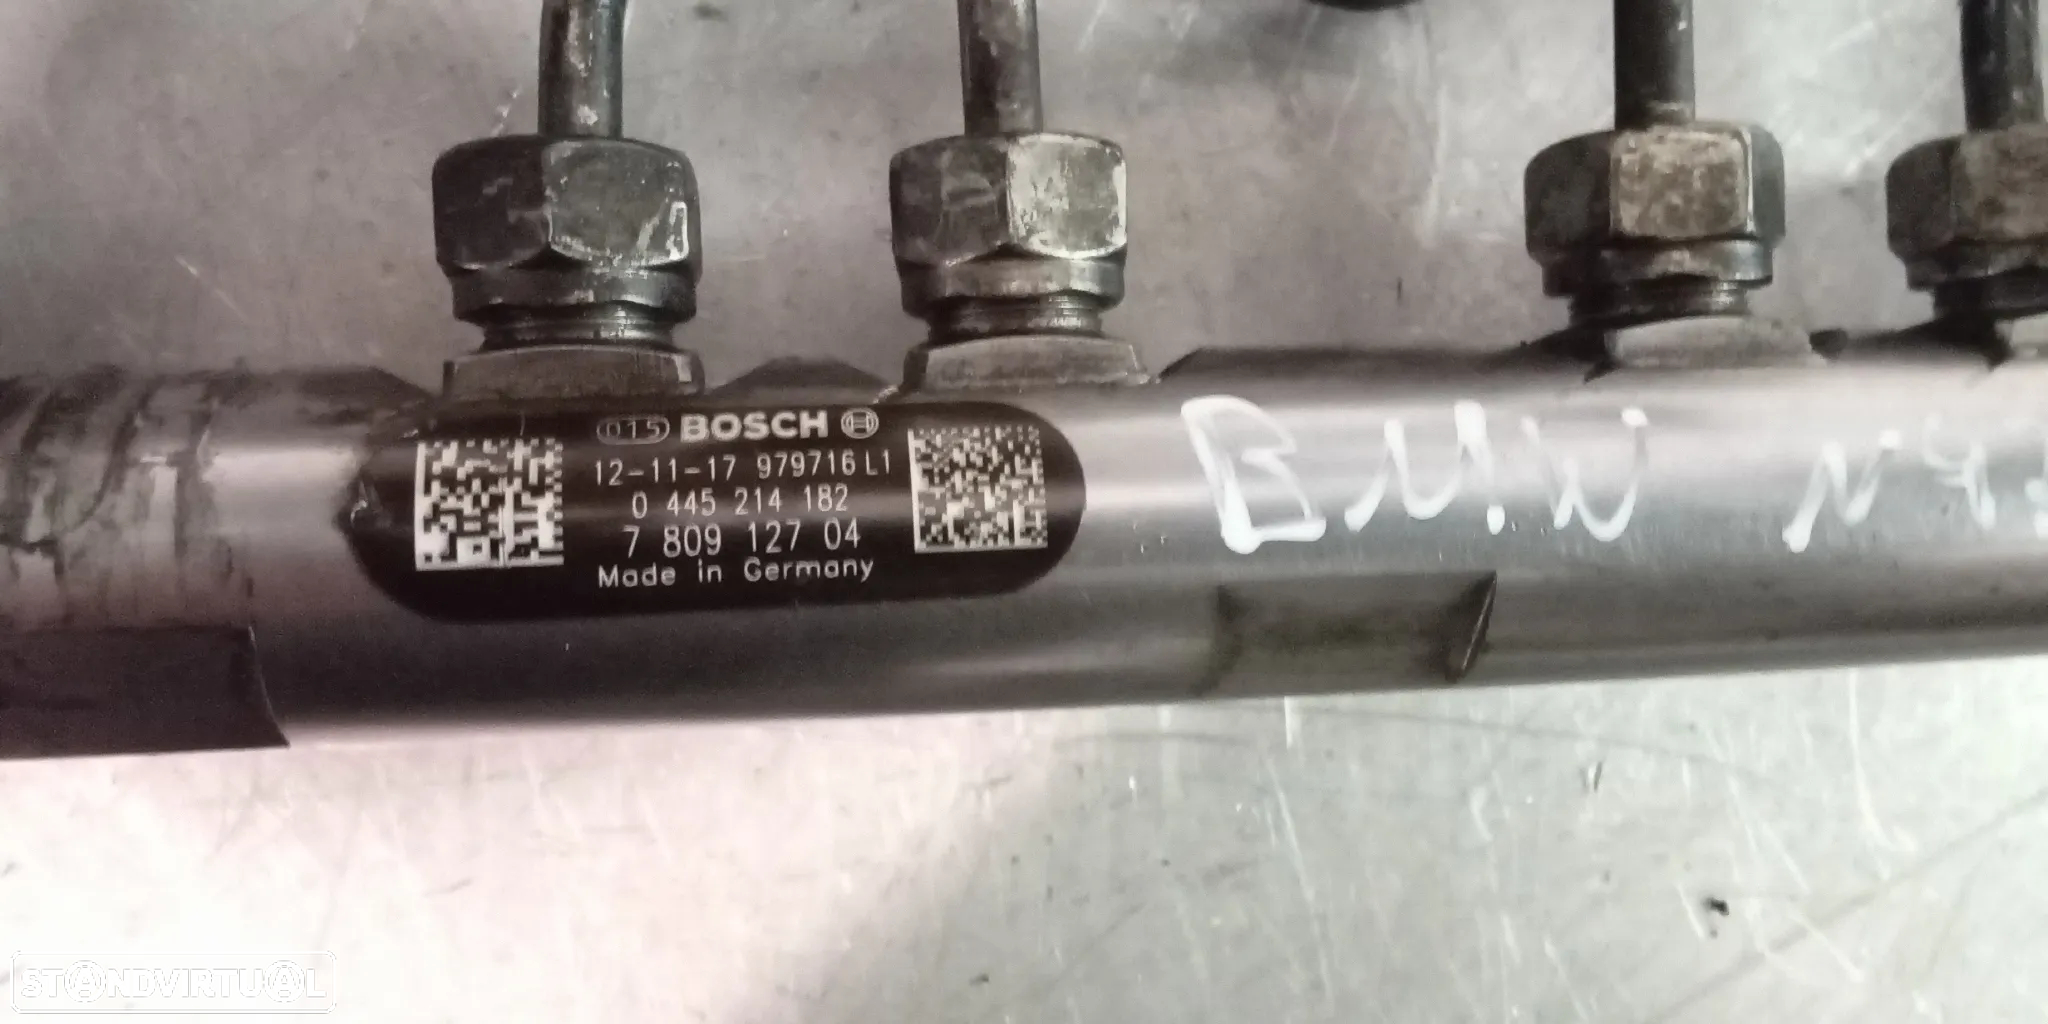 015 BOSCH
12-11-17 979716 L1
0 445 214 182
7 809 127 04
Made in Germany
B.M.W N47
STANDVIRTUAL